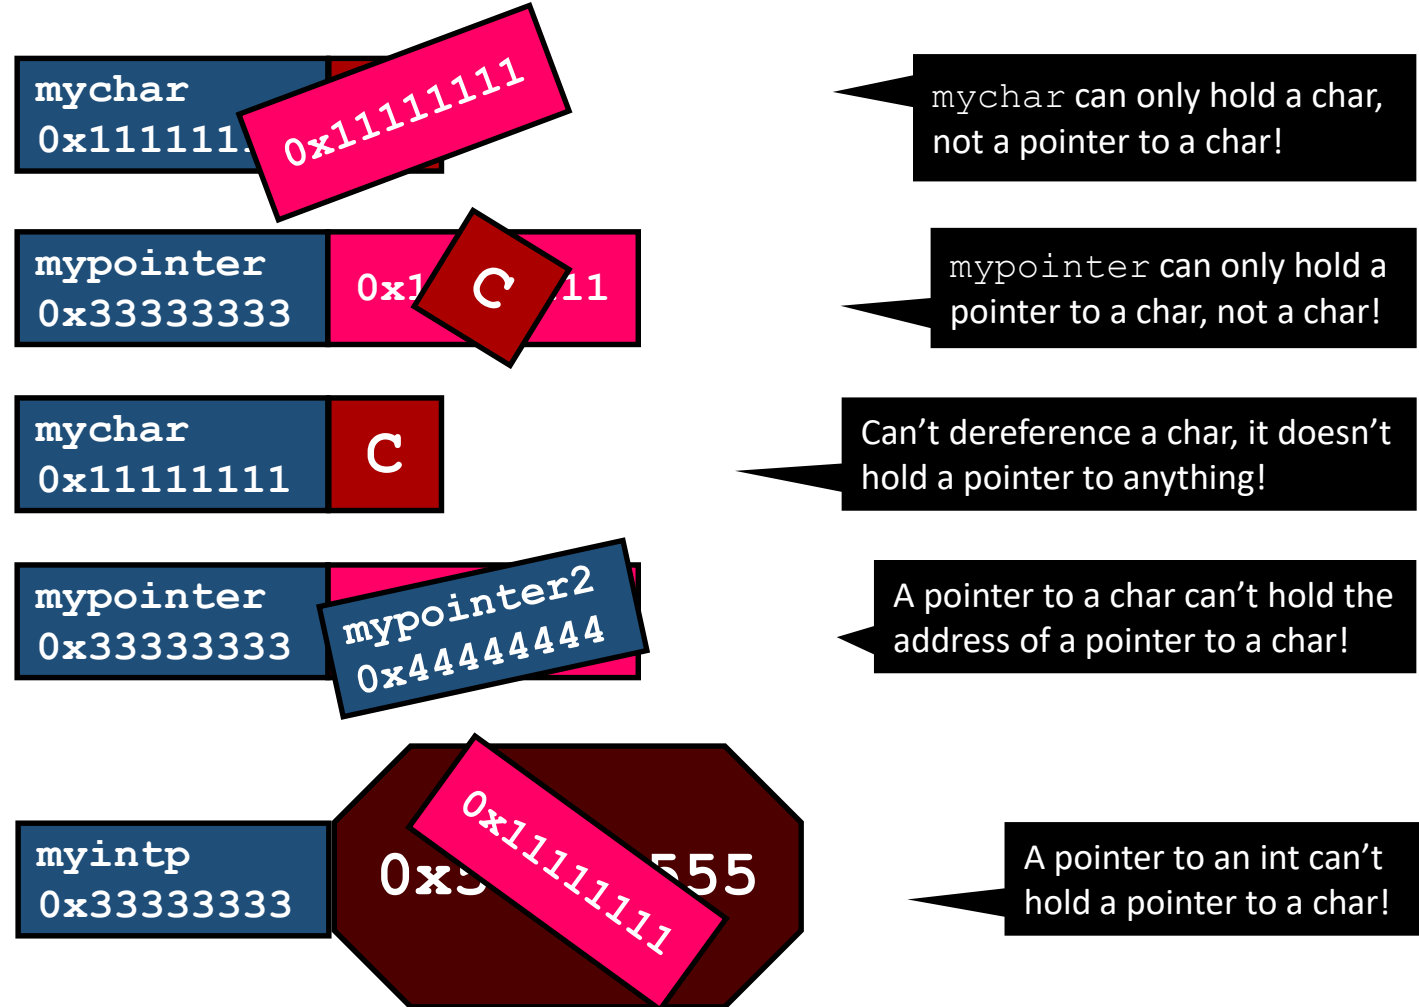 mychar
0x1111111
0x11111111
mychar can only hold a char,
not a pointer to a char!
mypointer
0x33333333
0x1
11
C
mypointer can only hold a
pointer to a char, not a char!
mychar
0x11111111
C
Can’t dereference a char, it doesn’t
hold a pointer to anything!
mypointer
0x33333333
mypointer2
0x44444444
A pointer to a char can’t hold the
address of a pointer to a char!
myintp
0x33333333
0x5
555
0x11111111
A pointer to an int can’t
hold a pointer to a char!